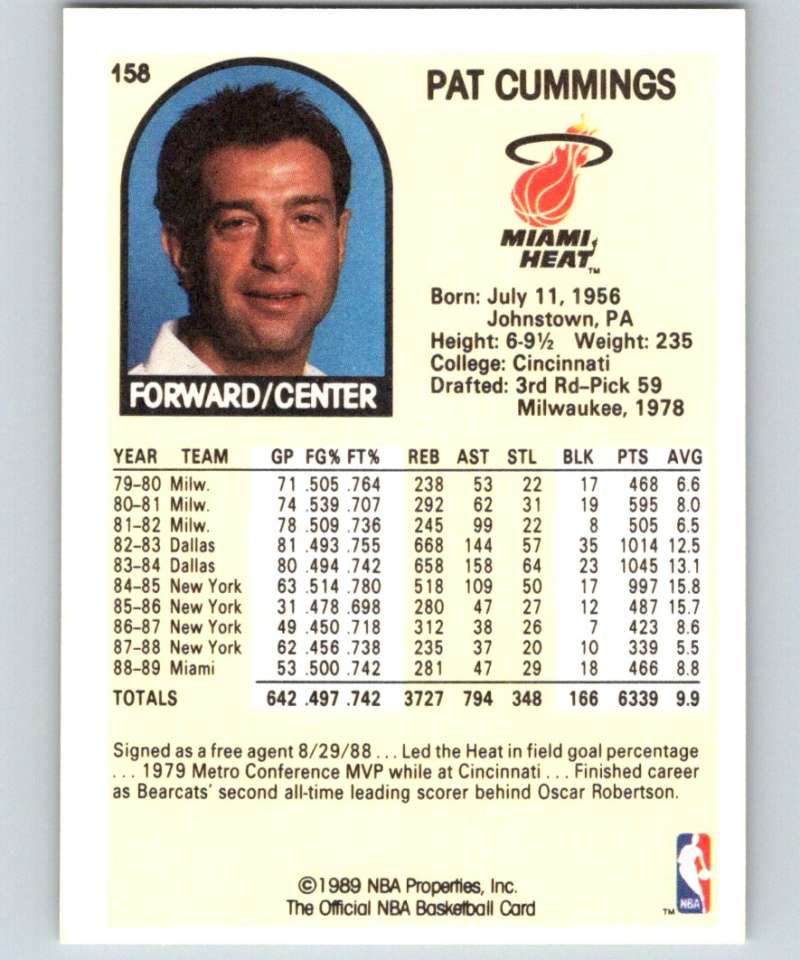 158
PAT CUMMINGS
MIAMI
HEAT™
Born: July 11, 1956
Johnstown, PA
Height: 6-9½ Weight: 235
College: Cincinnati
Drafted: 3rd Rd–Pick 59
Milwaukee, 1978
FORWARD/CENTER
YEAR TEAM GP FG% FT% REB AST STL BLK PTS AVG
79–80 Milw. 71 .505 .764 238 53 22 17 468 6.6
80–81 Milw. 74 .539 .707 292 62 31 19 595 8.0
81–82 Milw. 78 .509 .736 245 99 22 8 505 6.5
82–83 Dallas 81 .493 .755 668 144 57 35 1014 12.5
83–84 Dallas 80 .494 .742 658 158 64 23 1045 13.1
84–85 New York 63 .514 .780 518 109 50 17 997 15.8
85–86 New York 31 .478 .698 280 47 27 12 487 15.7
86–87 New York 49 .450 .718 312 38 26 7 423 8.6
87–88 New York 62 .456 .738 235 37 20 10 339 5.5
88–89 Miami 53 .500 .742 281 47 29 18 466 8.8
TOTALS 642 .497 .742 3727 794 348 166 6339 9.9
Signed as a free agent 8/29/88 . . . Led the Heat in field goal percentage
. . . 1979 Metro Conference MVP while at Cincinnati . . . Finished career
as Bearcats' second all-time leading scorer behind Oscar Robertson.
©1989 NBA Properties, Inc.
The Official NBA Basketball Card
™ NBA